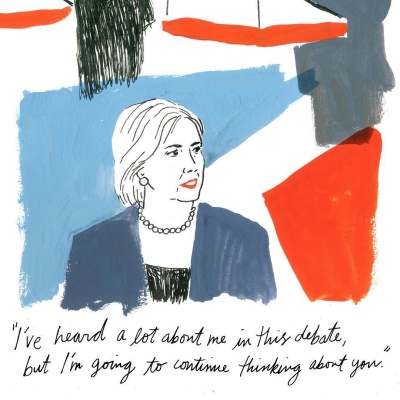 "I've heard a lot about me in this debate,
but I'm going to continue thinking about you."